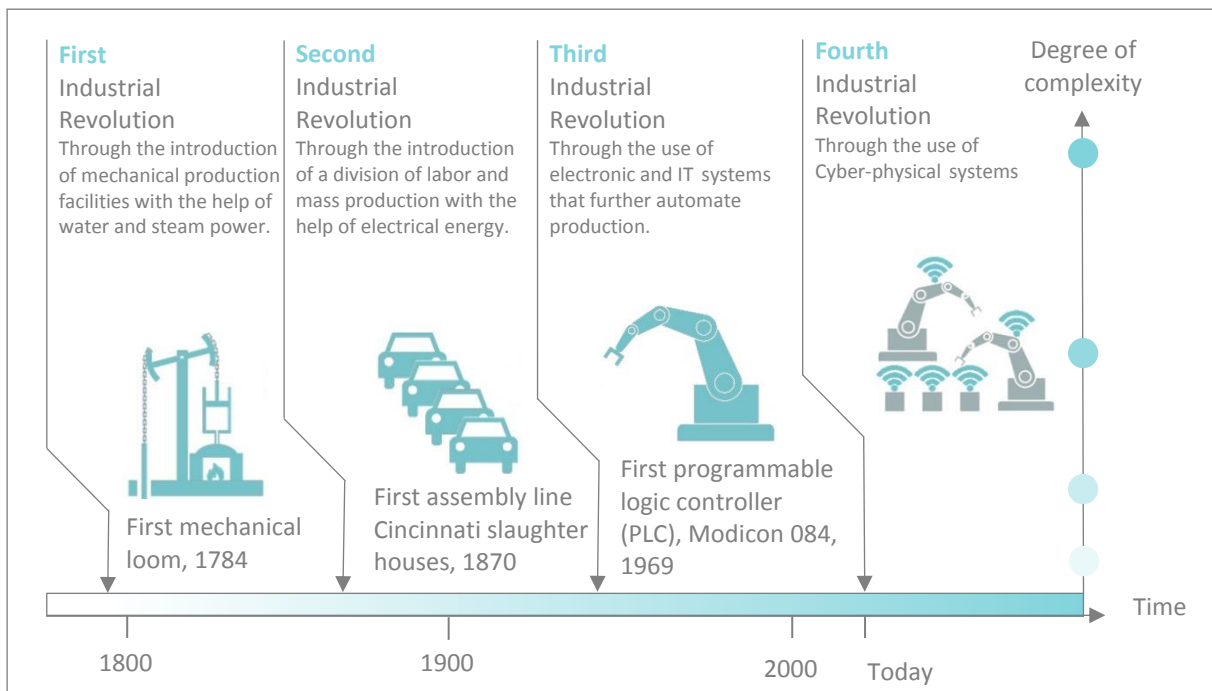 First
Industrial
Revolution
Through the introduction
of mechanical production
facilities with the help of
water and steam power.
Second
Industrial
Revolution
Through the introduction
of a division of labor and
mass production with the
help of electrical energy.
Third
Industrial
Revolution
Through the use of
electronic and IT systems
that further automate
production.
Fourth
Industrial
Revolution
Through the use of
Cyber-physical systems
Degree of
complexity
First mechanical
loom, 1784
First assembly line
Cincinnati slaughter
houses, 1870
First programmable
logic controller
(PLC), Modicon 084,
1969
Time
1800
1900
2000
Today